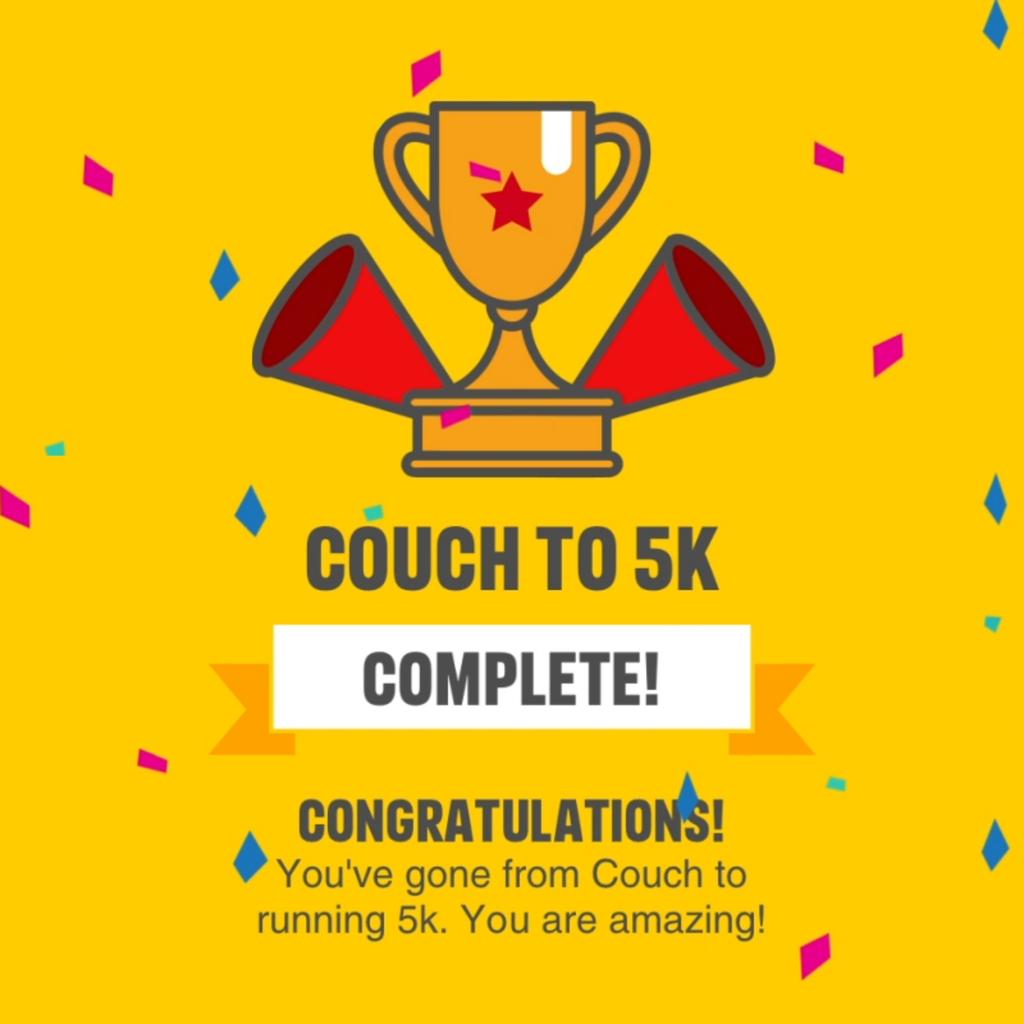 COUCH TO 5K
COMPLETE!
CONGRATULATIONS!
You've gone from Couch to
running 5k. You are amazing!